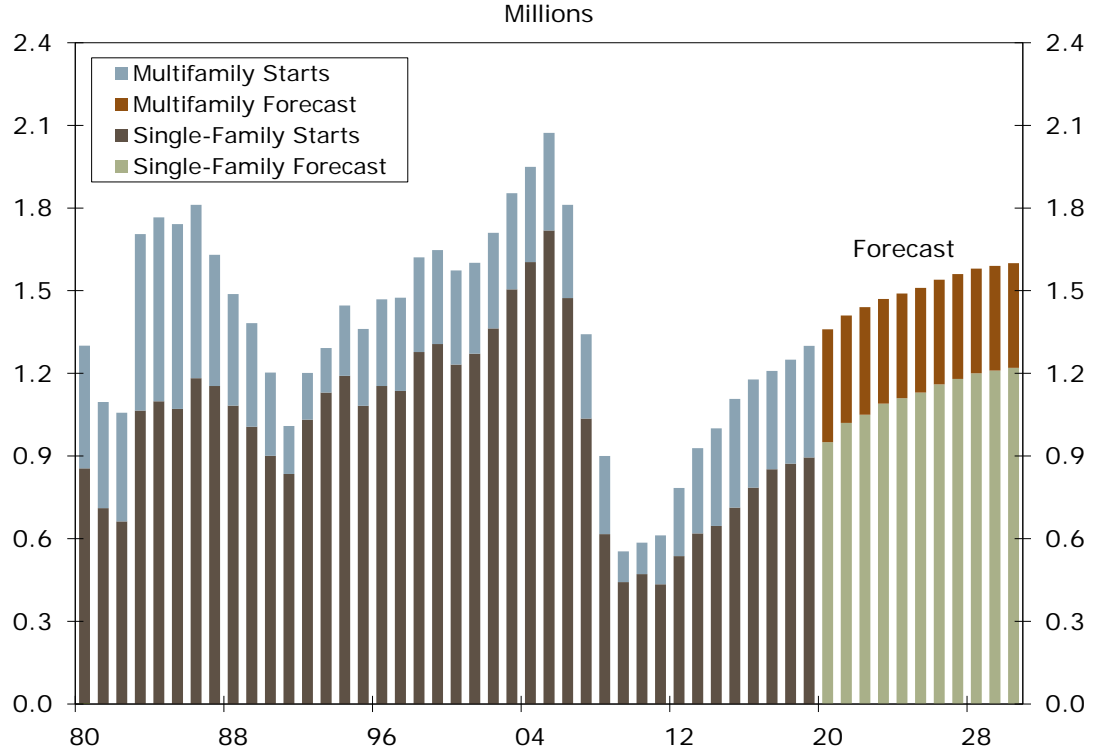 Millions
2.4 2.4
Multifamily Starts
Multifamily Forecast
Single-Family Starts
Single-Family Forecast
2.1 2.1
1.8 1.8
Forecast
1.5 1.5
1.2 1.2
0.9 0.9
0.6 0.6
0.3 0.3
0.0 0.0
80 88 96 04 12 20 28